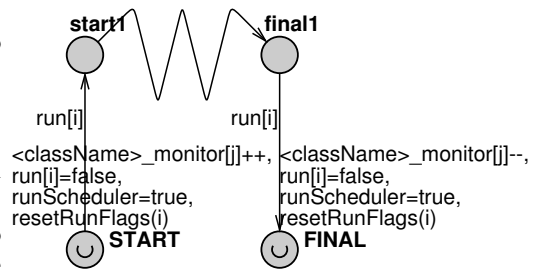 start1 final1
run[i] run[i]
<className>_monitor[j]++, <className>_monitor[j]--,
run[i]=false, run[i]=false,
runScheduler=true, runScheduler=true,
resetRunFlags(i) resetRunFlags(i)
START FINAL